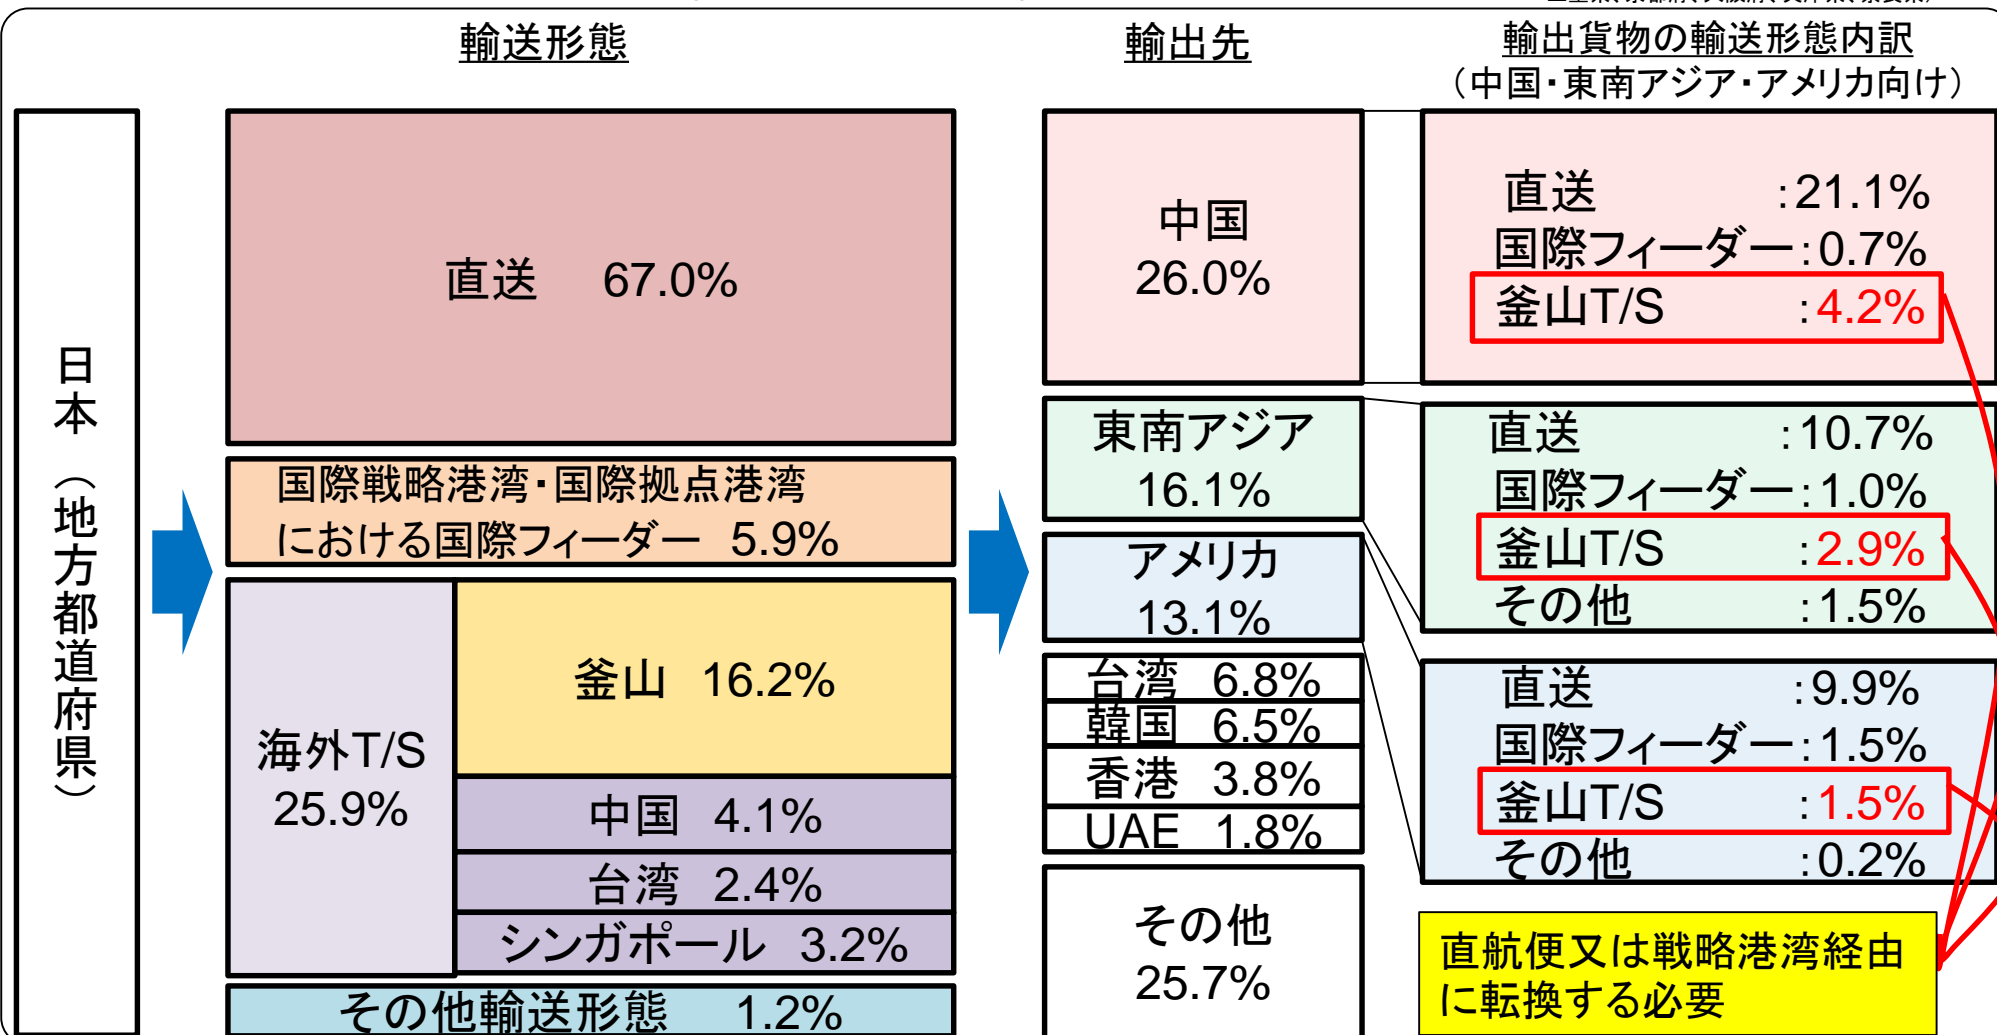 輸送形態
輸出先
輸出貨物の輸送形態内訳
（中国・東南アジア・アメリカ向け）
日本（地方都道府県）
直送 67.0%
国際戦略港湾・国際拠点港湾
における国際フィーダー 5.9%
海外T/S
25.9%
釜山 16.2%
中国 4.1%
台湾 2.4%
シンガポール 3.2%
その他輸送形態 1.2%
中国
26.0%
東南アジア
16.1%
アメリカ
13.1%
台湾 6.8%
韓国 6.5%
香港 3.8%
UAE 1.8%
その他
25.7%
直送 :21.1%
国際フィーダー:0.7%
釜山T/S :4.2%
直送 :10.7%
国際フィーダー:1.0%
釜山T/S :2.9%
その他 :1.5%
直送 :9.9%
国際フィーダー:1.5%
釜山T/S :1.5%
その他 :0.2%
直航便又は戦略港湾経由
に転換する必要